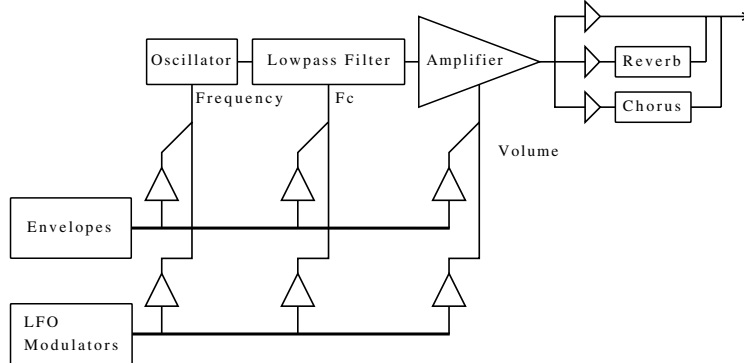 Oscillator
Lowpass Filter
Amplifier
Reverb
Chorus
Frequency
Fc
Volume
Envelopes
LFO
Modulators